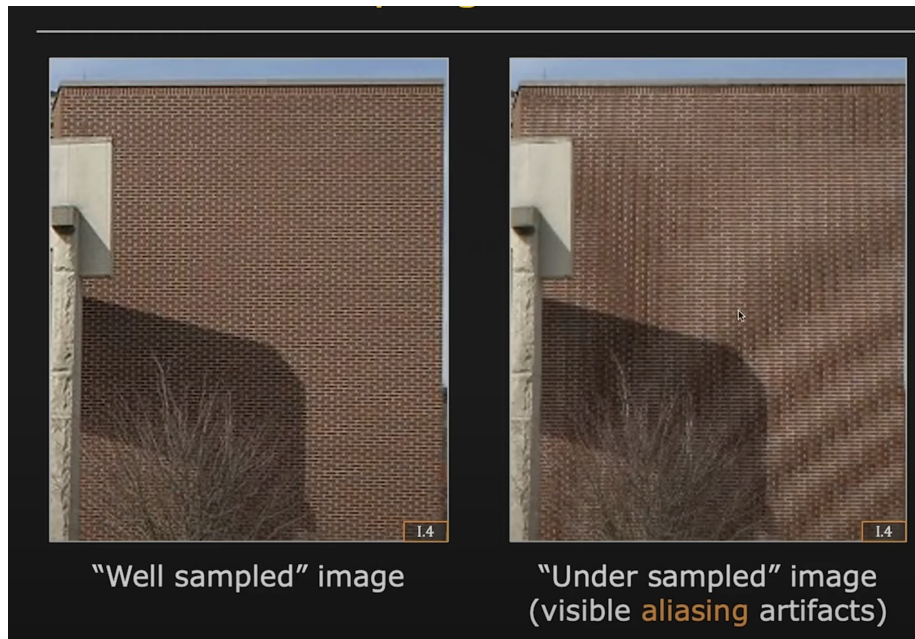 I.4
I.4
“Well sampled” image
“Under sampled” image
(visible aliasing artifacts)